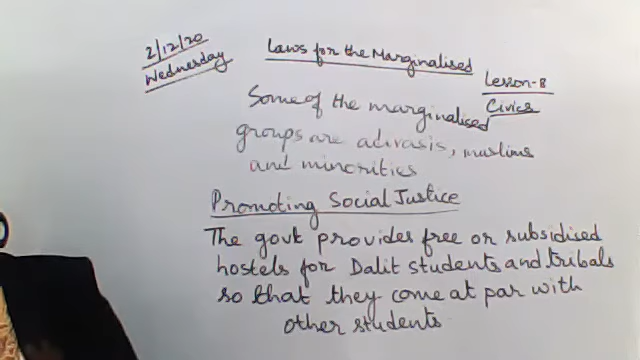 2/12/20
Wednesday
Laws for the Marginalised
Lesson-8
Civics
Some of the marginalised
groups are adivasis, muslims
and minorities
Promoting Social Justice
The govt provides free or subsidised
hostels for Dalit students and tribals
so that they come at par with
other students